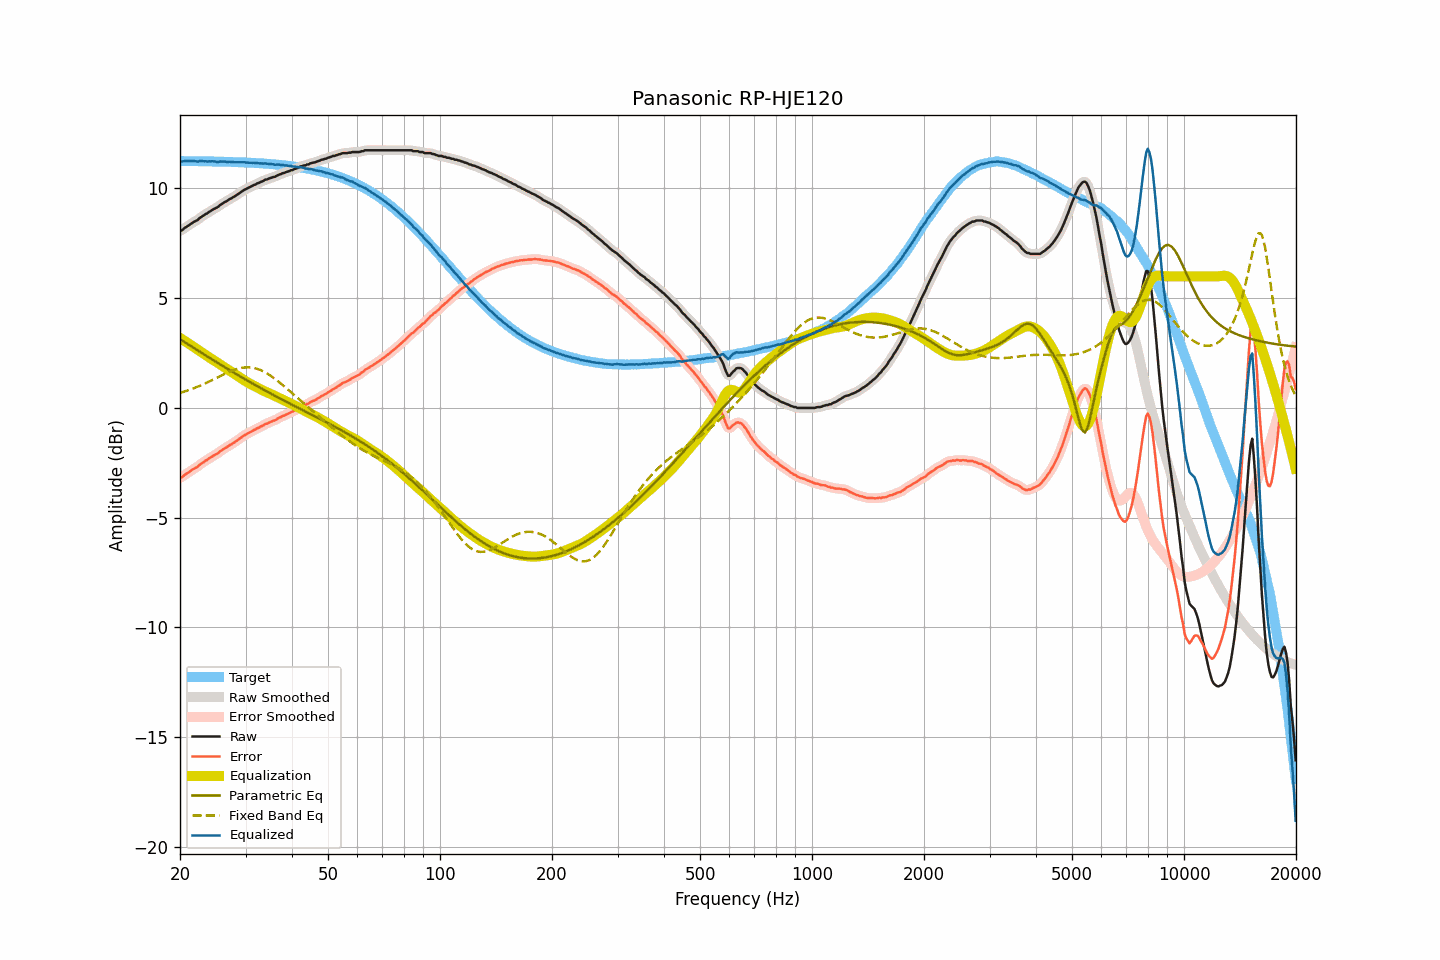 Panasonic RP-HJE120
Amplitude (dBr)
10
5
0
−5
−10
−15
−20
Target
Raw Smoothed
Error Smoothed
Raw
Error
Equalization
Parametric Eq
Fixed Band Eq
Equalized
20 50 100 200 500 1000 2000 5000 10000 20000
Frequency (Hz)